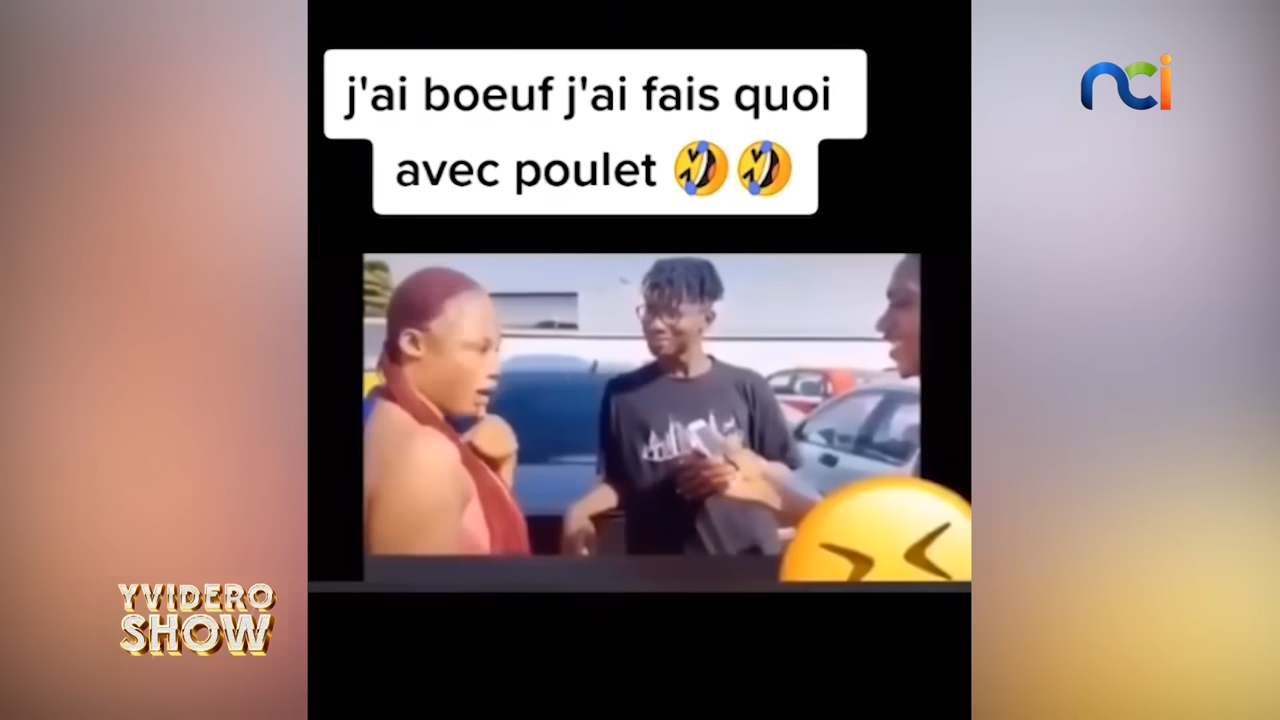 j'ai boeuf j'ai fais quoi
avec poulet 🤣🤣
nci
YVIDERO
SHOW